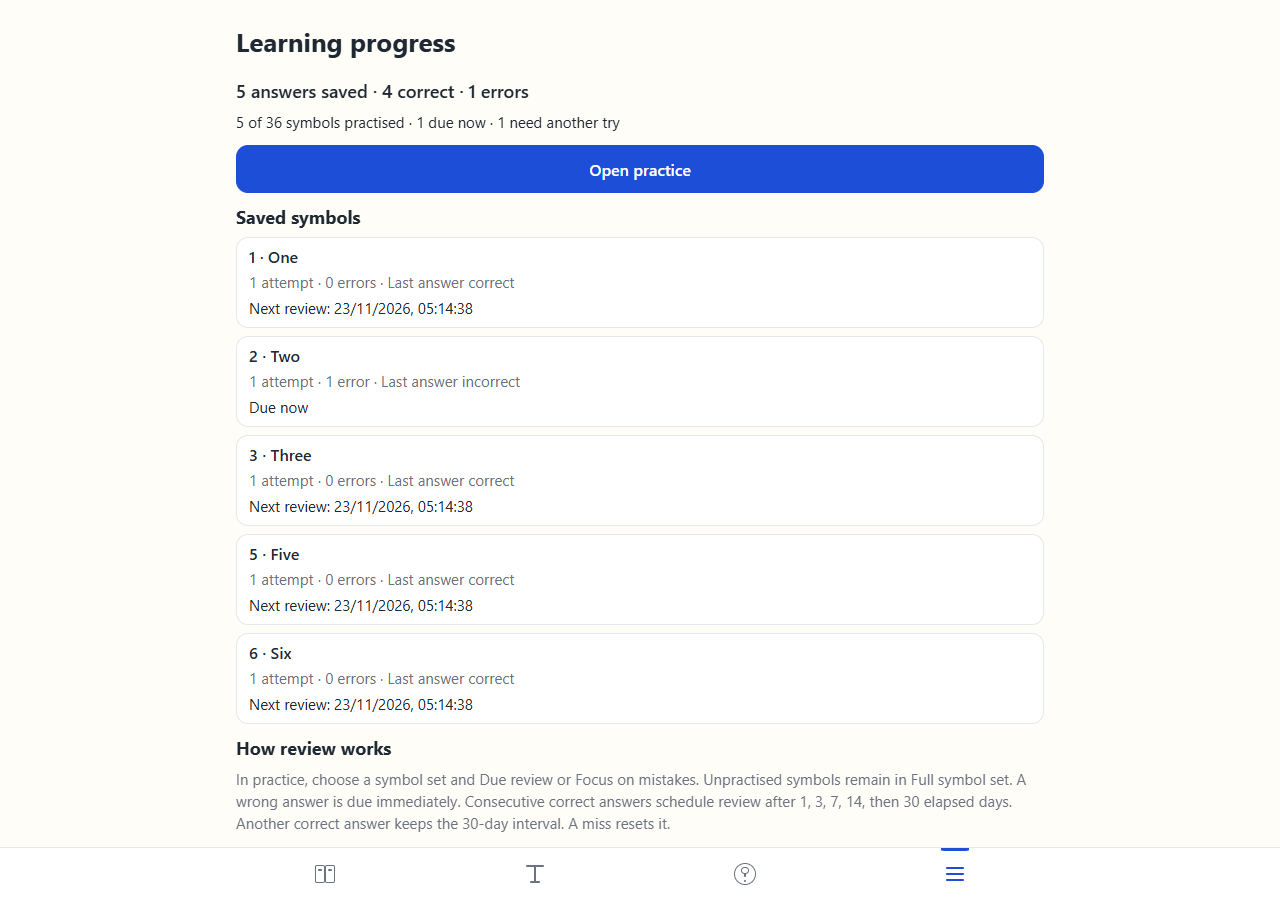 Learning progress
5 answers saved · 4 correct · 1 errors
5 of 36 symbols practised · 1 due now · 1 need another try
Open practice
Saved symbols
1 · One
1 attempt · 0 errors · Last answer correct
Next review: 23/11/2026, 05:14:38
2 · Two
1 attempt · 1 error · Last answer incorrect
Due now
3 · Three
1 attempt · 0 errors · Last answer correct
Next review: 23/11/2026, 05:14:38
5 · Five
1 attempt · 0 errors · Last answer correct
Next review: 23/11/2026, 05:14:38
6 · Six
1 attempt · 0 errors · Last answer correct
Next review: 23/11/2026, 05:14:38
How review works
In practice, choose a symbol set and Due review or Focus on mistakes. Unpractised symbols remain in Full symbol set. A
wrong answer is due immediately. Consecutive correct answers schedule review after 1, 3, 7, 14, then 30 elapsed days.
Another correct answer keeps the 30-day interval. A miss resets it.